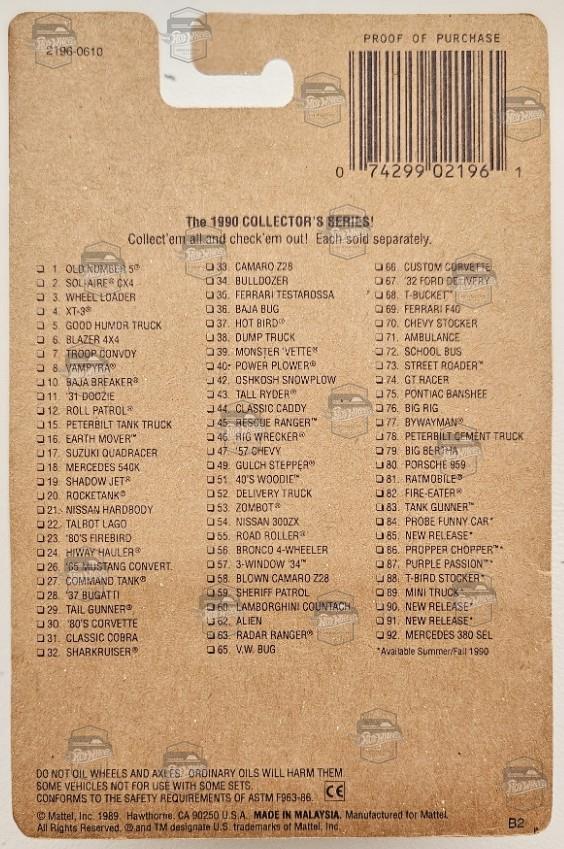 2196-0610
PROOF OF PURCHASE
0 74299 02196 1
The 1990 COLLECTOR'S SERIES!
Collect'em all and check'em out! Each sold separately.
❏ 1. OLD NUMBER 5®
❏ 2. SOL-AIRE® CX4
❏ 3. WHEEL LOADER
❏ 4. XT-3®
❏ 5. GOOD HUMOR TRUCK
❏ 6. BLAZER 4X4
❏ 7. TROOP CONVOY
❏ 8. VAMPYRA®
❏ 10. BAJA BREAKER®
❏ 11. '31 DOOZIE
❏ 12. ROLL PATROL®
❏ 15. PETERBILT TANK TRUCK
❏ 16. EARTH MOVER™
❏ 17. SUZUKI QUADRACER
❏ 18. MERCEDES 540K
❏ 19. SHADOW JET®
❏ 20. ROCKETANK®
❏ 21. NISSAN HARDBODY
❏ 22. TALBOT LAGO
❏ 23. '80'S FIREBIRD
❏ 24. HIWAY HAULER®
❏ 26. '65 MUSTANG CONVERT.
❏ 27. COMMAND TANK®
❏ 28. '37 BUGATTI
❏ 29. TAIL GUNNER®
❏ 30. '80'S CORVETTE
❏ 31. CLASSIC COBRA
❏ 32. SHARKRUISER®
❏ 33. CAMARO Z28
❏ 34. BULLDOZER
❏ 35. FERRARI TESTAROSSA
❏ 36. BAJA BUG
❏ 37. HOT BIRD®
❏ 38. DUMP TRUCK
❏ 39. MONSTER 'VETTE®
❏ 40. POWER PLOWER®
❏ 42. OSHKOSH SNOWPLOW
❏ 43. TALL RYDER®
❏ 44. CLASSIC CADDY
❏ 45. RESCUE RANGER™
❏ 46. RIG WRECKER®
❏ 47. '57 CHEVY
❏ 49. GULCH STEPPER®
❏ 51. 40'S WOODIE™
❏ 52. DELIVERY TRUCK
❏ 53. ZOMBOT®
❏ 54. NISSAN 300ZX
❏ 55. ROAD ROLLER®
❏ 56. BRONCO 4-WHEELER
❏ 57. 3-WINDOW '34™
❏ 58. BLOWN CAMARO Z28
❏ 59. SHERIFF PATROL
❏ 60. LAMBORGHINI COUNTACH
❏ 62. ALIEN
❏ 63. RADAR RANGER®
❏ 65. V.W. BUG
❏ 66. CUSTOM CORVETTE
❏ 67. '32 FORD DELIVERY
❏ 68. T-BUCKET™
❏ 69. FERRARI F40
❏ 70. CHEVY STOCKER
❏ 71. AMBULANCE
❏ 72. SCHOOL BUS
❏ 73. STREET ROADER™
❏ 74. GT RACER
❏ 75. PONTIAC BANSHEE
❏ 76. BIG RIG
❏ 77. BYWAYMAN®
❏ 78. PETERBILT CEMENT TRUCK
❏ 79. BIG BERTHA
❏ 80. PORSCHE 959
❏ 81. RATMOBILE®
❏ 82. FIRE-EATER®
❏ 83. TANK GUNNER™
❏ 84. PROBE FUNNY CAR*
❏ 85. NEW RELEASE*
❏ 86. PROPPER CHOPPER™*
❏ 87. PURPLE PASSION™*
❏ 88. T-BIRD STOCKER*
❏ 89. MINI TRUCK*
❏ 90. NEW RELEASE*
❏ 91. NEW RELEASE*
❏ 92. MERCEDES 380 SEL
*Available Summer/Fall 1990
DO NOT OIL WHEELS AND AXLES. ORDINARY OILS WILL HARM THEM.
SOME VEHICLES NOT FOR USE WITH SOME SETS.
CONFORMS TO THE SAFETY REQUIREMENTS OF ASTM F963-86. CE
© Mattel, Inc. 1989. Hawthorne, CA 90250 U.S.A. MADE IN MALAYSIA. Manufactured for Mattel.
All Rights Reserved. ® and TM designate U.S. trademarks of Mattel, Inc.
B2